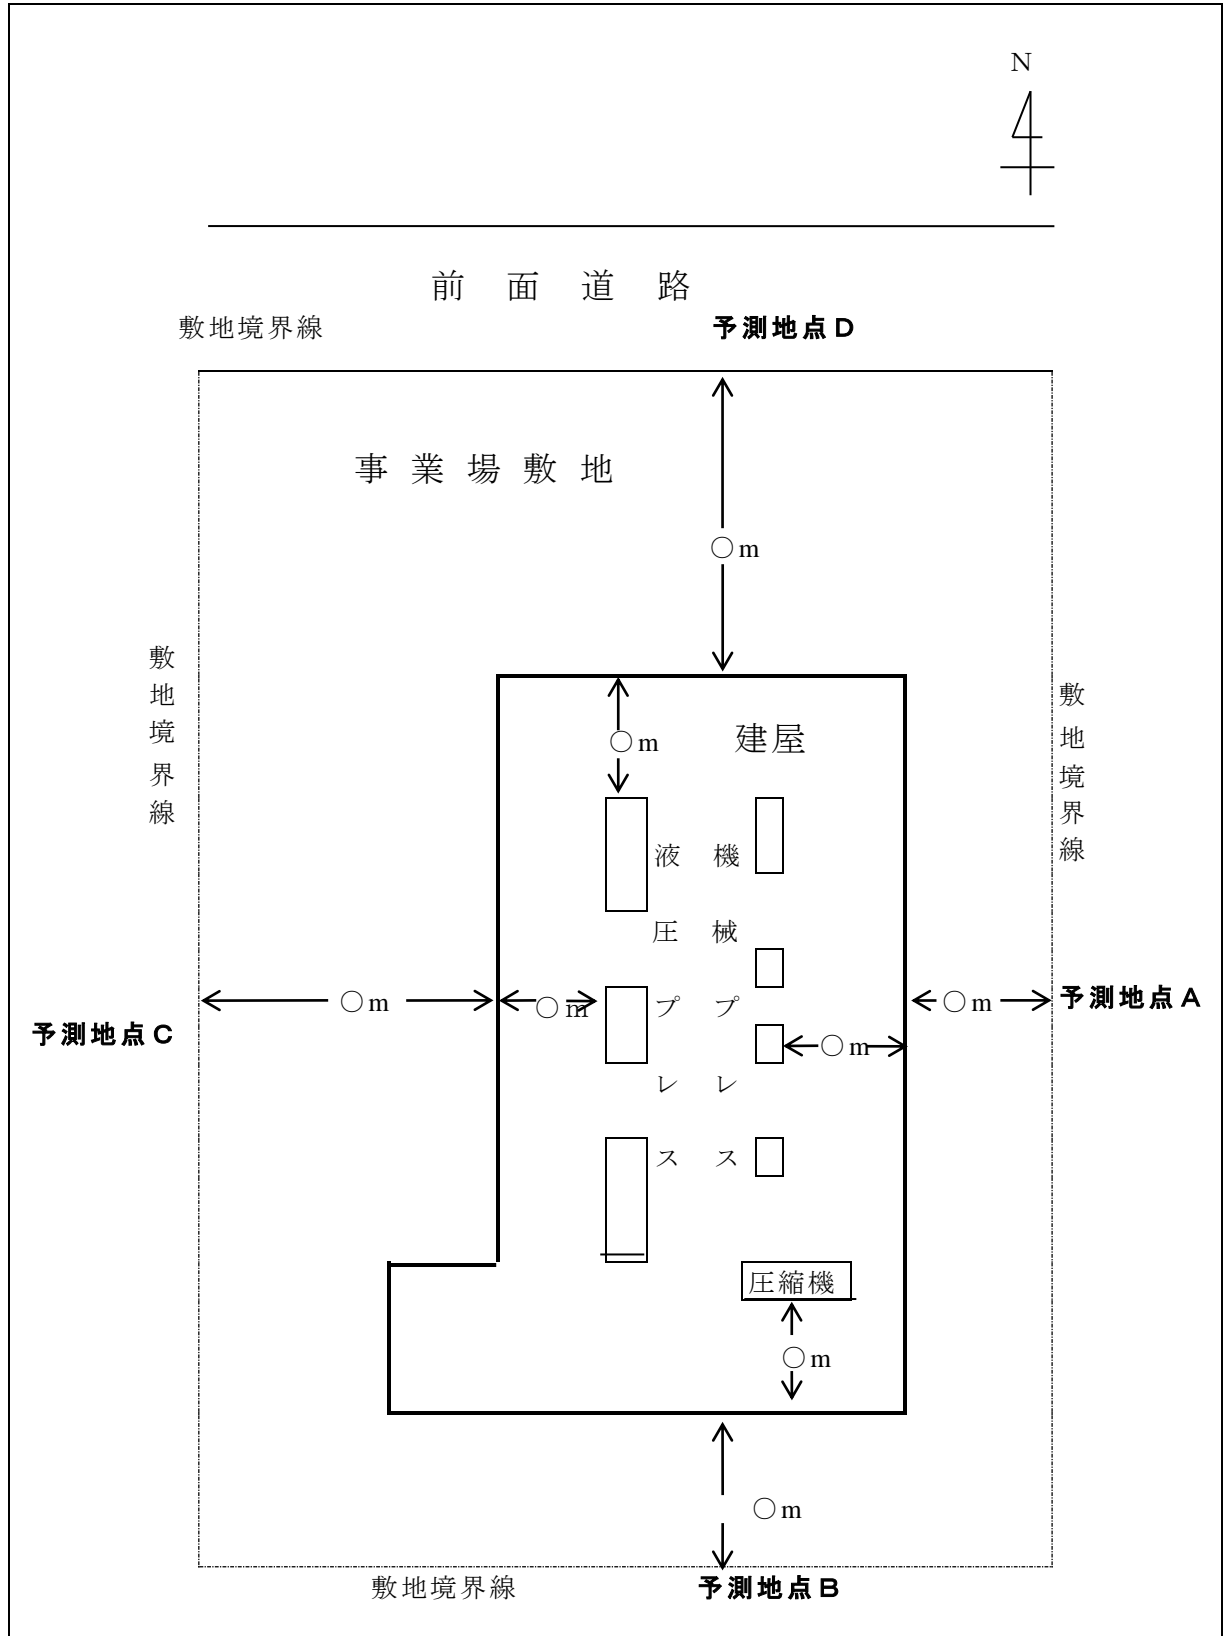 N
前面道路
敷地境界線
予測地点D
事業場敷地
○m
敷地境界線
敷地境界線
○m
建屋
液圧プレス
機械プレス
○m
○m
○m
予測地点A
予測地点C
○m
圧縮機
○m
○m
敷地境界線
予測地点B